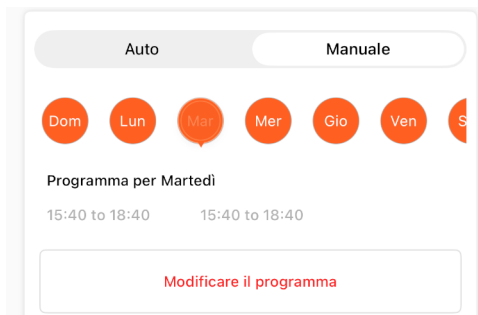 Auto Manuale
Dom Lun Mar Mer Gio Ven S
Programma per Martedì
15:40 to 18:40 15:40 to 18:40
Modificare il programma